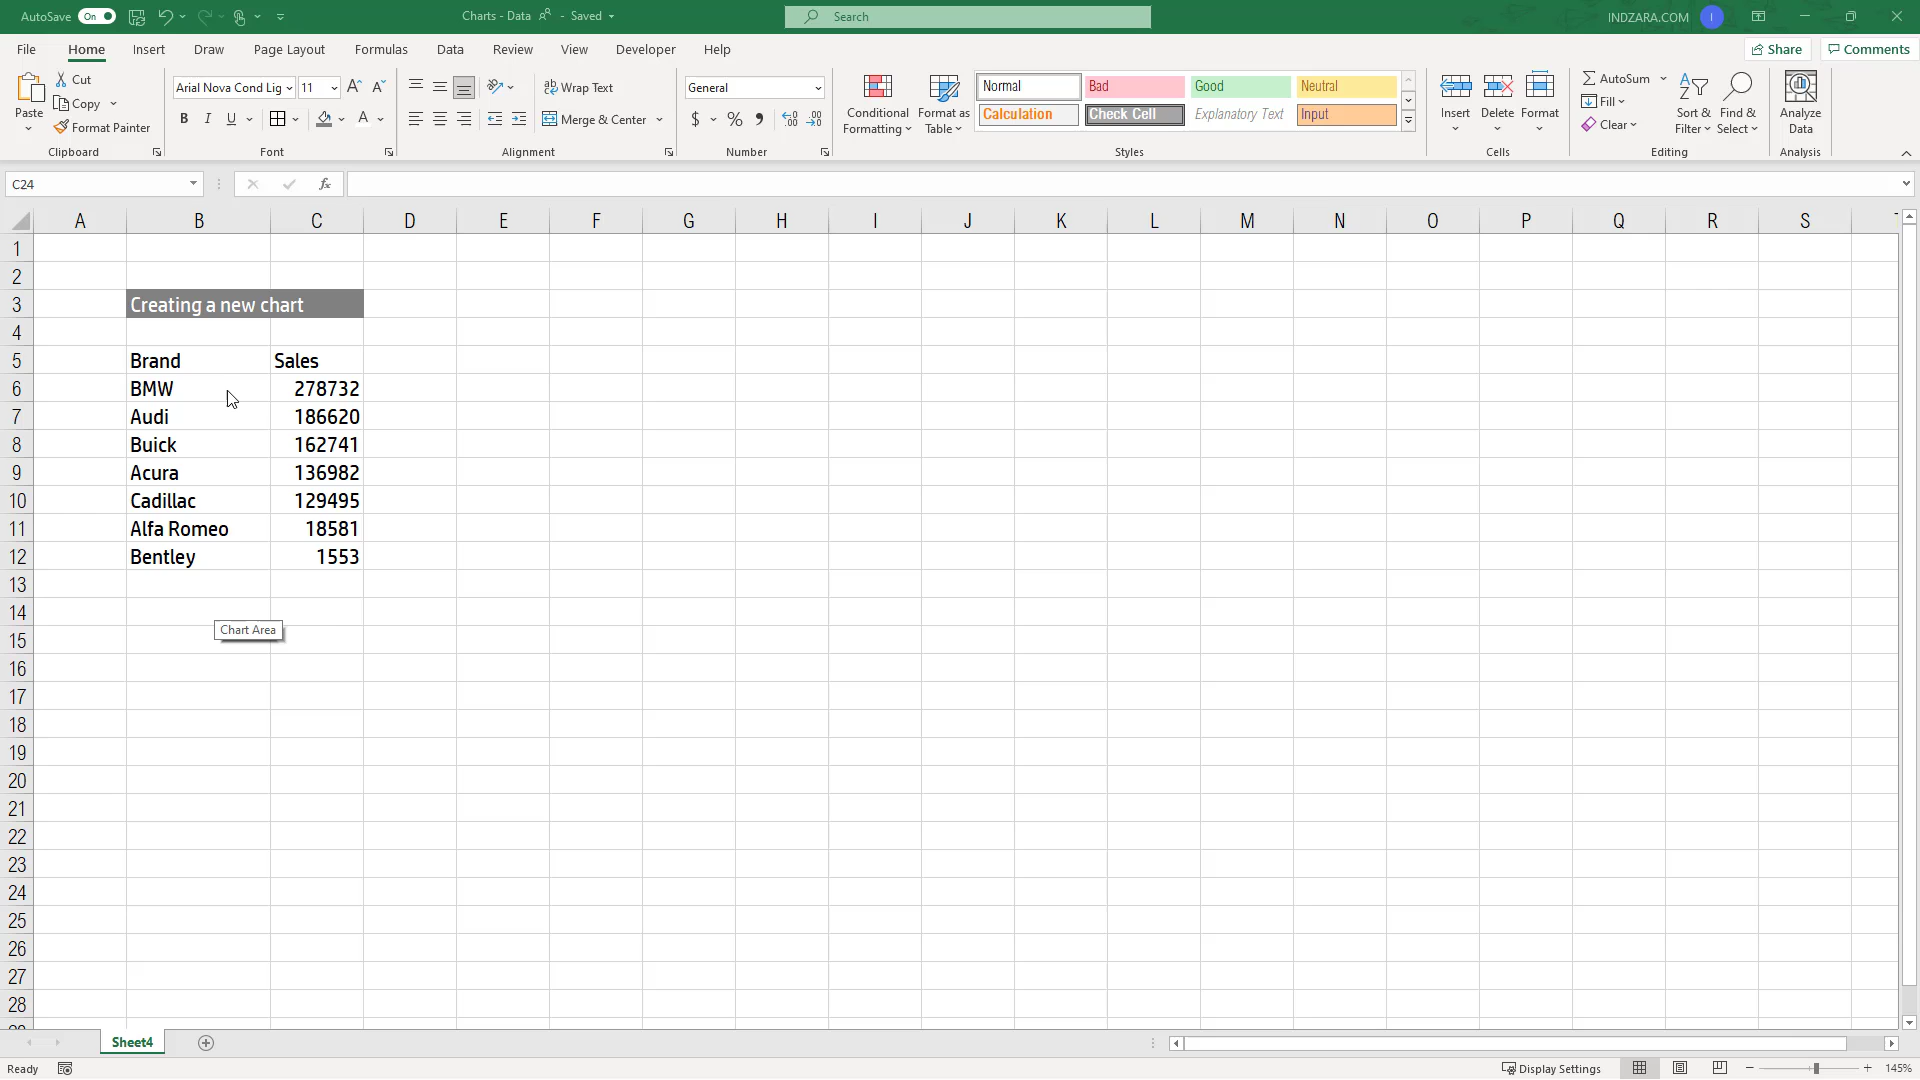 AutoSave On Charts - Data - Saved Search INDZARA.COM I
File Home Insert Draw Page Layout Formulas Data Review View Developer Help Share Comments
Paste Cut Copy Format Painter Clipboard
Arial Nova Cond Lig 11 A A B I U A Font
ab Wrap Text Merge & Center Alignment
General $ % Number
Conditional Formatting Format as Table
Normal Bad Good Neutral
Calculation Check Cell Explanatory Text Input
Styles
Insert Delete Format Cells
AutoSum Fill Clear Sort & Filter Find & Select Editing
Analyze Data Analysis
C24 fx
A B C D E F G H I J K L M N O P Q R S
1
2
3 Creating a new chart
4
5 Brand Sales
6 BMW 278732
7 Audi 186620
8 Buick 162741
9 Acura 136982
10 Cadillac 129495
11 Alfa Romeo 18581
12 Bentley 1553
13
14
Chart Area
15
16
17
18
19
20
21
22
23
24
25
26
27
28
Sheet4
Ready Display Settings 145%